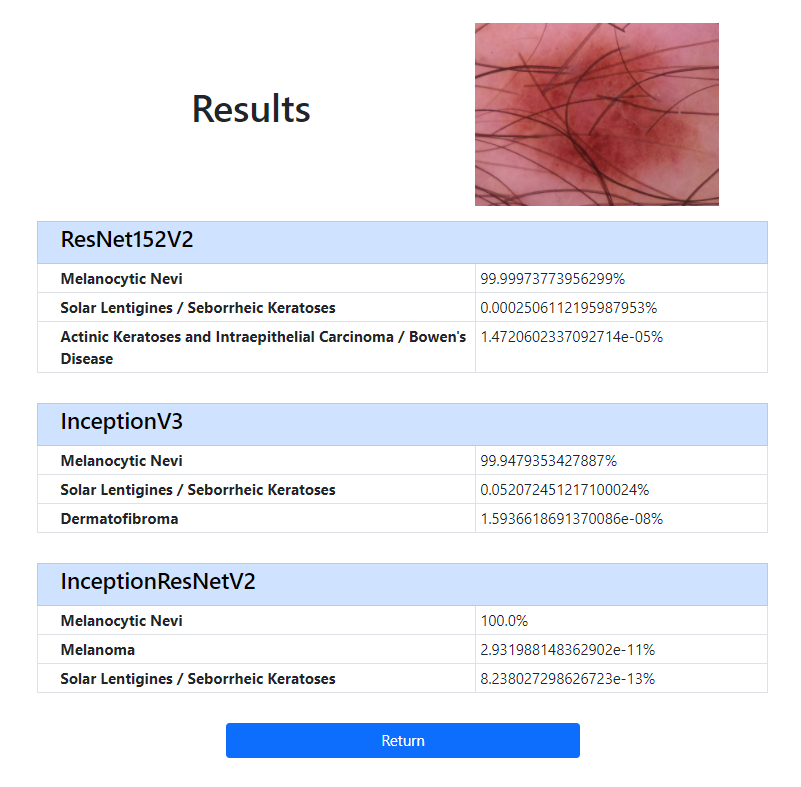 Results
ResNet152V2
Melanocytic Nevi 99.99973773956299%
Solar Lentigines / Seborrheic Keratoses 0.0002506112195987953%
Actinic Keratoses and Intraepithelial Carcinoma / Bowen's 1.4720602337092714e-05%
Disease
InceptionV3
Melanocytic Nevi 99.9479353427887%
Solar Lentigines / Seborrheic Keratoses 0.052072451217100024%
Dermatofibroma 1.5936618691370086e-08%
InceptionResNetV2
Melanocytic Nevi 100.0%
Melanoma 2.931988148362902e-11%
Solar Lentigines / Seborrheic Keratoses 8.238027298626723e-13%
Return